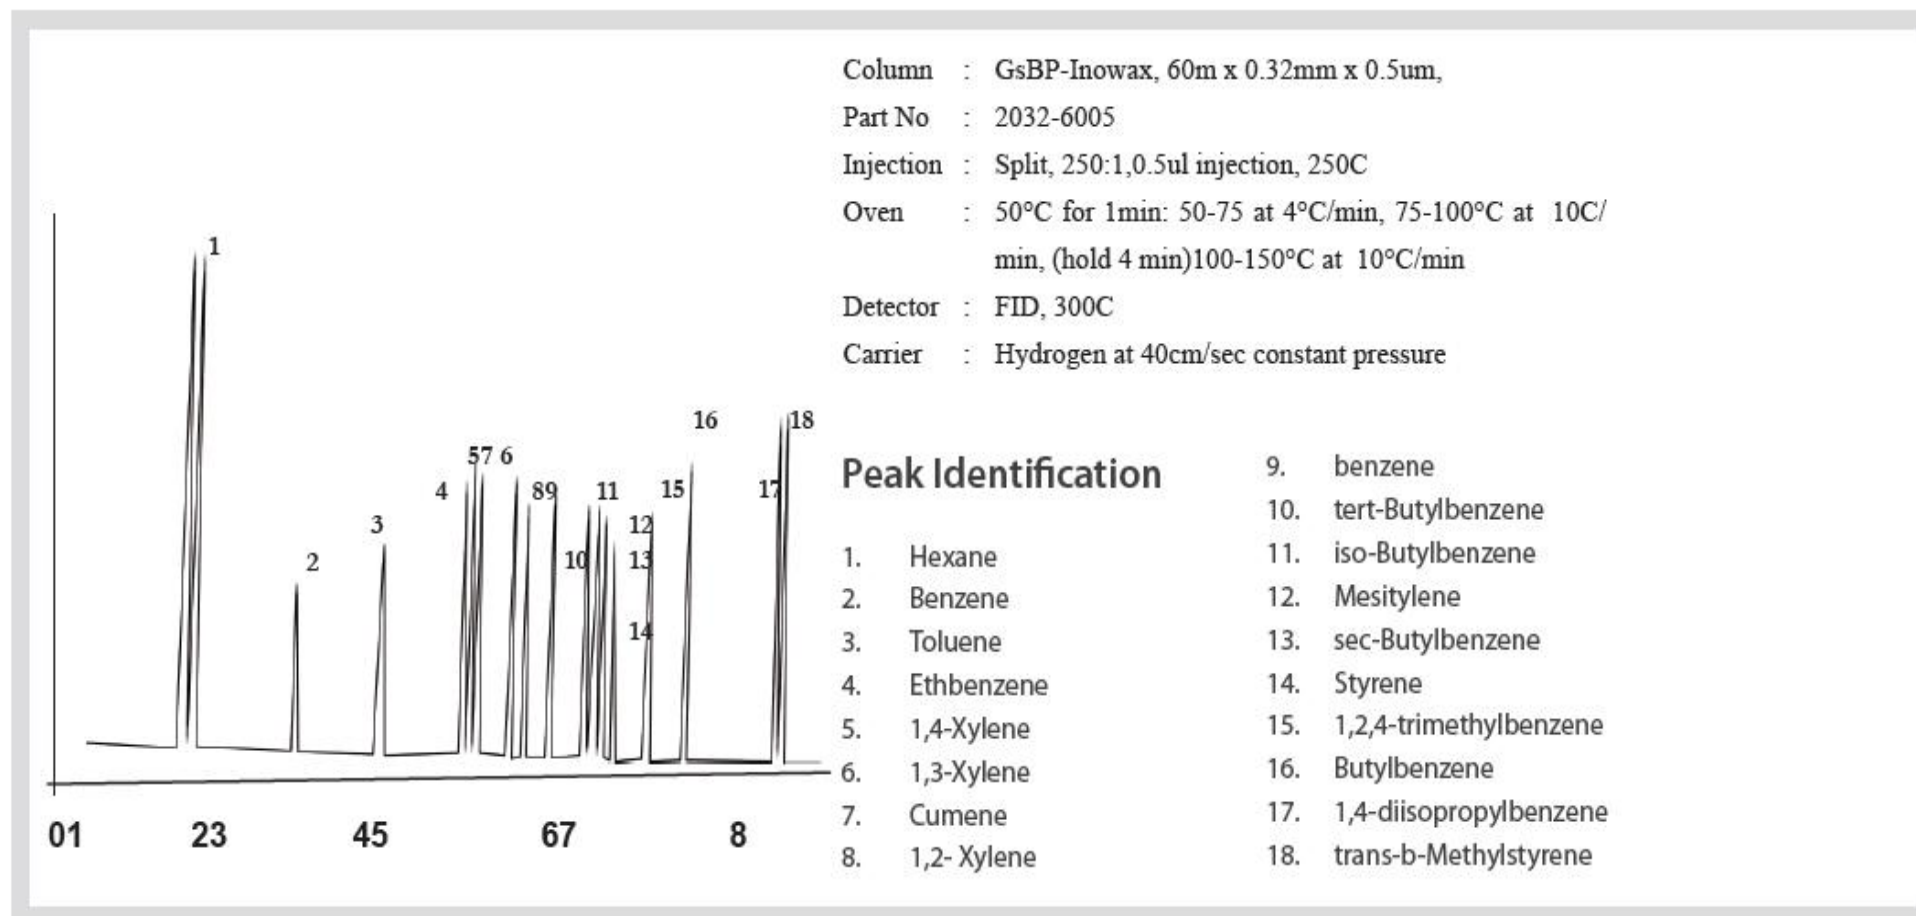 Column : GsBP-Inowax, 60m x 0.32mm x 0.5um,
Part No : 2032-6005
Injection : Split, 250:1,0.5ul injection, 250C
Oven : 50°C for 1min: 50-75 at 4°C/min, 75-100°C at 10C/
min, (hold 4 min)100-150°C at 10°C/min
Detector : FID, 300C
Carrier : Hydrogen at 40cm/sec constant pressure
1
2
3
4
57 6
89
10
11
12
13
14
15
16
17
18
01 23 45 67 8
Peak Identification
1. Hexane
2. Benzene
3. Toluene
4. Ethbenzene
5. 1,4-Xylene
6. 1,3-Xylene
7. Cumene
8. 1,2- Xylene
9. benzene
10. tert-Butylbenzene
11. iso-Butylbenzene
12. Mesitylene
13. sec-Butylbenzene
14. Styrene
15. 1,2,4-trimethylbenzene
16. Butylbenzene
17. 1,4-diisopropylbenzene
18. trans-b-Methylstyrene